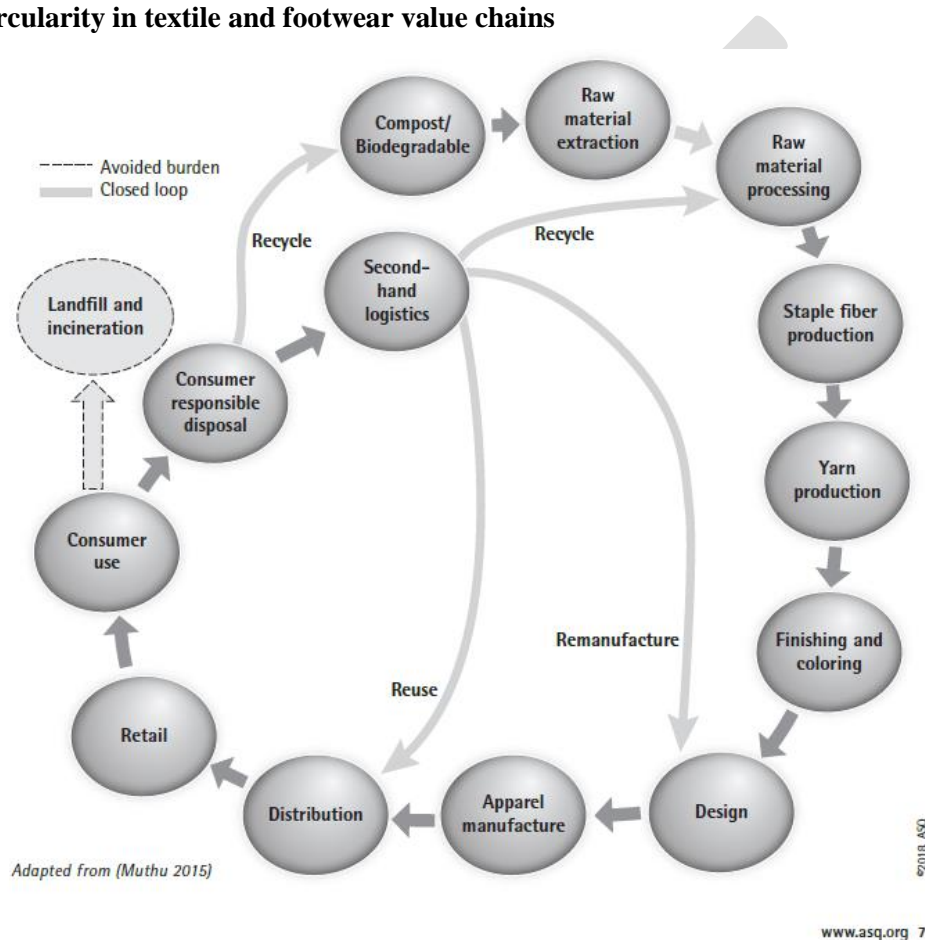 rcularity in textile and footwear value chains
Avoided burden
Closed loop
Compost/
Biodegradable
Raw
material
extraction
Raw
material
processing
Recycle
Recycle
Second-
hand
logistics
Landfill and
incineration
Staple fiber
production
Consumer
responsible
disposal
Yarn
production
Consumer
use
Finishing and
coloring
Remanufacture
Reuse
Retail
Distribution
Apparel
manufacture
Design
Adapted from (Muthu 2015)
©2018, ASQ
www.asq.org 7